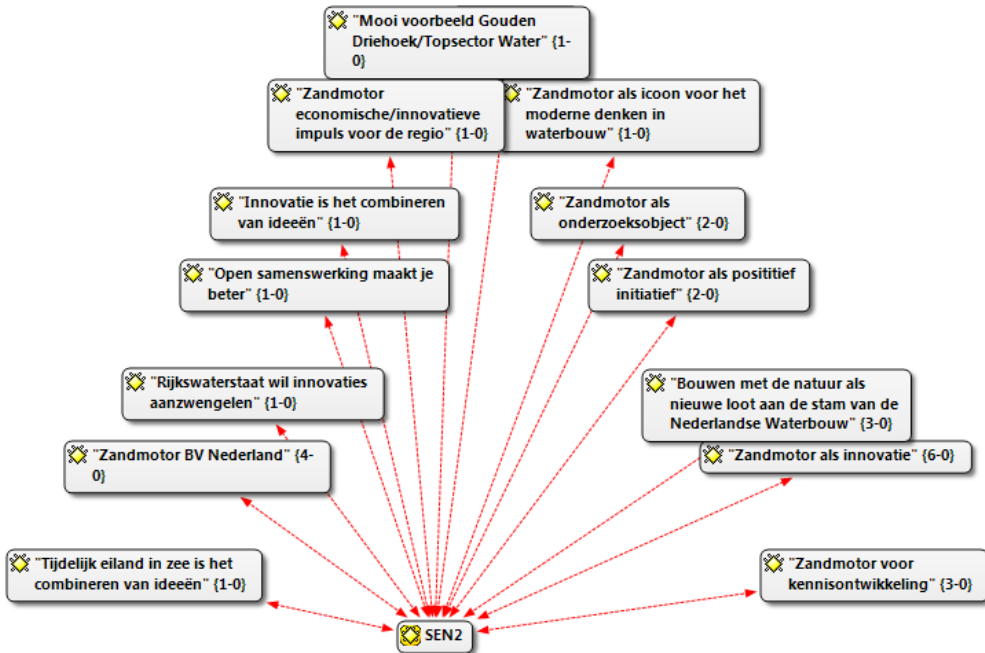 "Mooi voorbeeld Gouden
Driehoek/Topsector Water" {1-
0}
"Zandmotor
economische/innovatieve
impuls voor de regio" {1-0}
"Zandmotor als icoon voor het
moderne denken in
waterbouw" {1-0}
"Innovatie is het combineren
van ideeën" {1-0}
"Zandmotor als
onderzoeksobject" {2-0}
"Open samenswerking maakt je
beter" {1-0}
"Zandmotor als posititief
initiatief" {2-0}
"Rijkswaterstaat wil innovaties
aanzwengelen" {1-0}
"Bouwen met de natuur als
nieuwe loot aan de stam van de
Nederlandse Waterbouw" {3-0}
"Zandmotor BV Nederland" {4-
0}
"Zandmotor als innovatie" {6-0}
"Tijdelijk eiland in zee is het
combineren van ideeën" {1-0}
"Zandmotor voor
kennisontwikkeling" {3-0}
SEN2